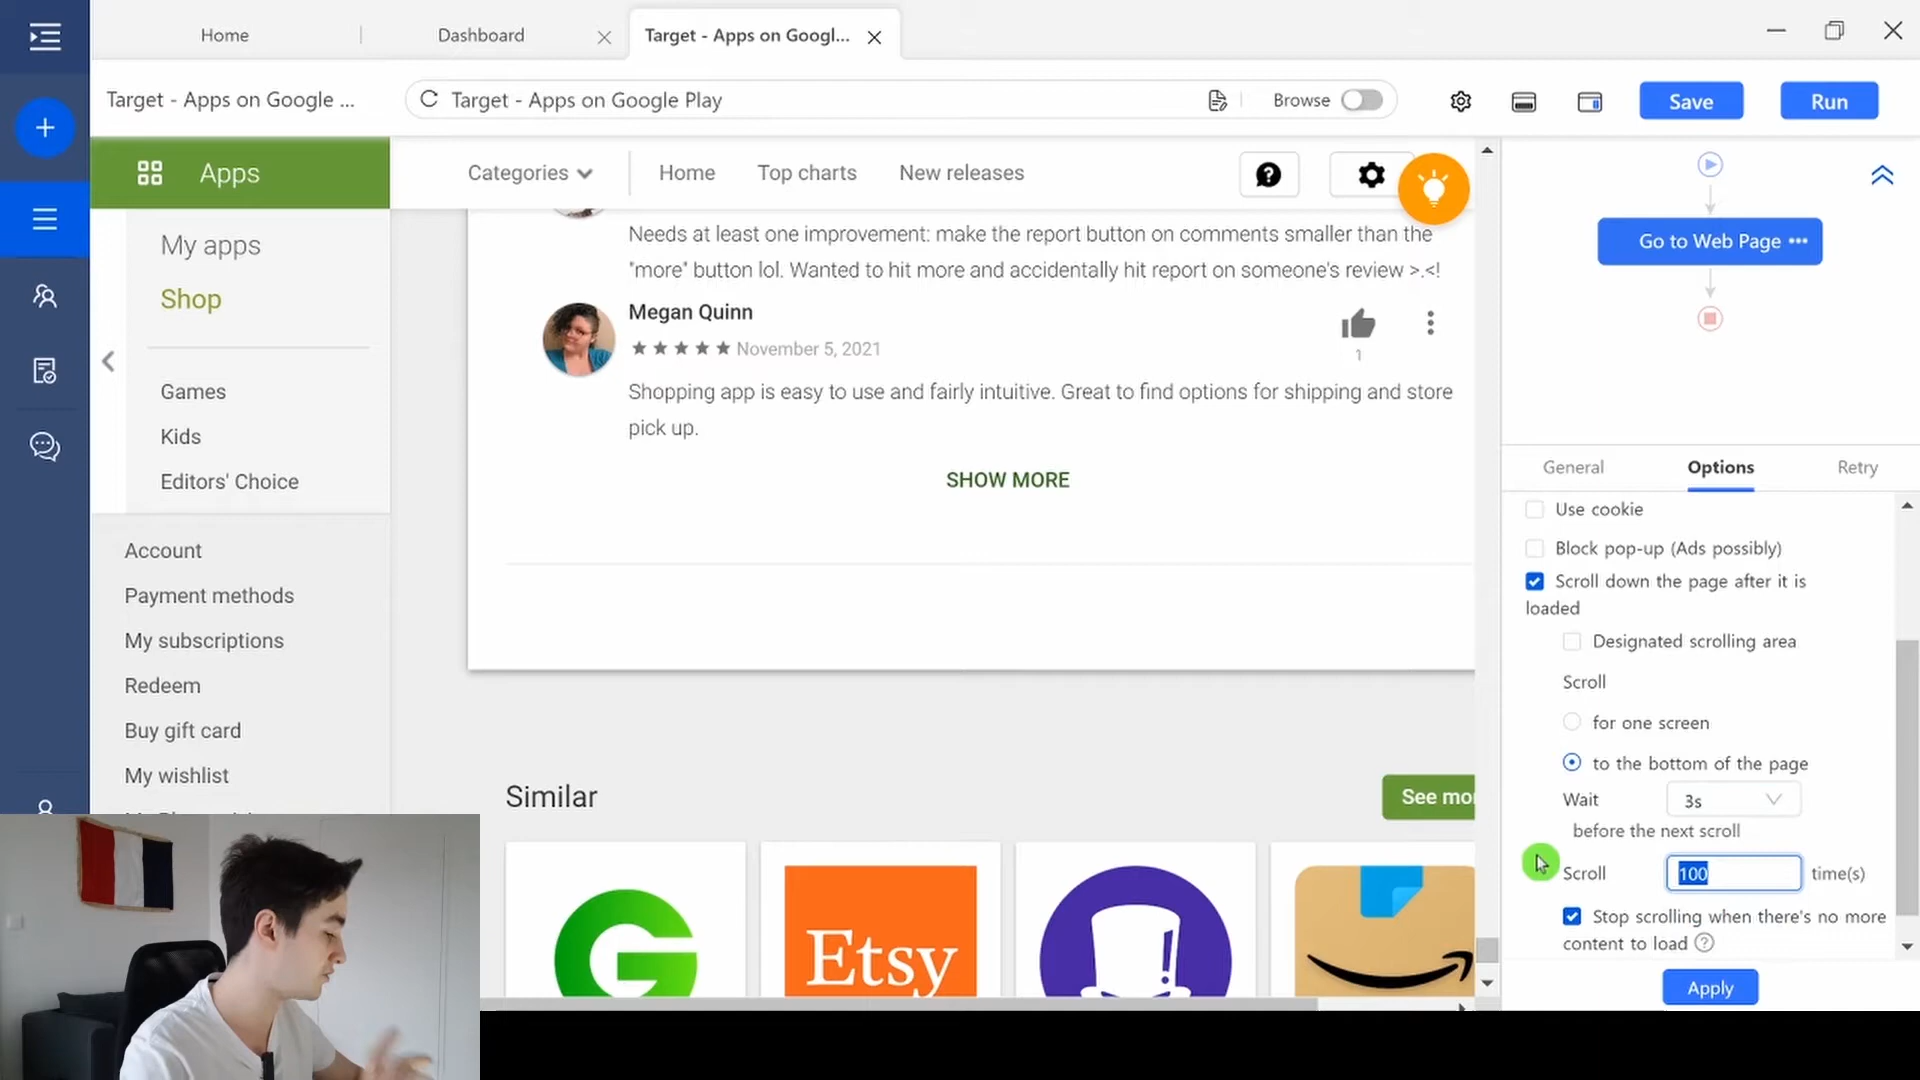 Home
Dashboard
Target - Apps on Googl...
Target - Apps on Google ...
Target - Apps on Google Play
Browse
Save
Run
Apps
Categories
Home
Top charts
New releases
My apps
Shop
Games
Kids
Editors' Choice
Account
Payment methods
My subscriptions
Redeem
Buy gift card
My wishlist
Needs at least one improvement: make the report button on comments smaller than the
"more" button lol. Wanted to hit more and accidentally hit report on someone's review >.<!
Megan Quinn
November 5, 2021
1
Shopping app is easy to use and fairly intuitive. Great to find options for shipping and store
pick up.
SHOW MORE
Similar
See mor
G
Etsy
Go to Web Page •••
General
Options
Retry
Use cookie
Block pop-up (Ads possibly)
Scroll down the page after it is
loaded
Designated scrolling area
Scroll
for one screen
to the bottom of the page
Wait 3s
before the next scroll
Scroll 100 time(s)
Stop scrolling when there's no more
content to load
Apply